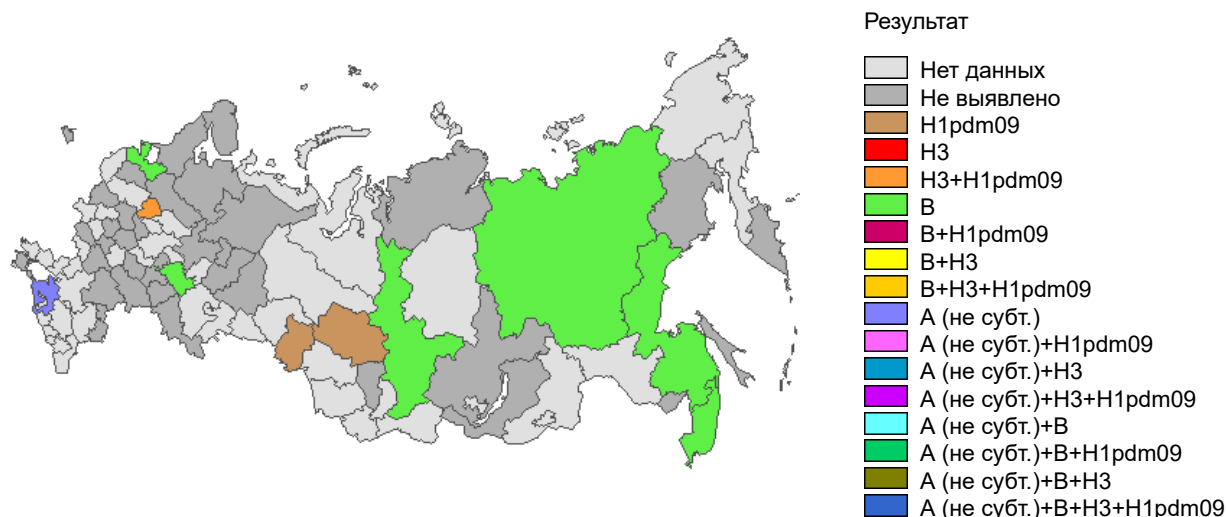 Результат
Нет данных
Не выявлено
H1pdm09
H3
H3+H1pdm09
B
B+H1pdm09
B+H3
B+H3+H1pdm09
А (не субт.)
А (не субт.)+H1pdm09
А (не субт.)+H3
А (не субт.)+H3+H1pdm09
А (не субт.)+B
А (не субт.)+B+H1pdm09
А (не субт.)+B+H3
А (не субт.)+B+H3+H1pdm09